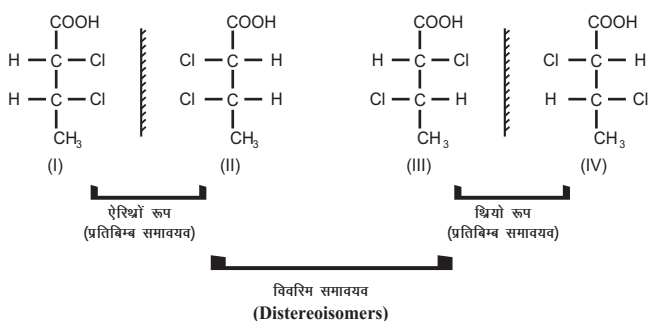 COOH COOH COOH COOH
H – C – Cl Cl – C – H H – C – Cl Cl – C – H
H – C – Cl Cl – C – H Cl – C – H H – C – Cl
CH3 CH3 CH3 CH3
(I) (II) (III) (IV)
ऐरिथ्रों रूप थ्रियो रूप
(प्रतिबिम्ब समावयव) (प्रतिबिम्ब समावयव)
विवरिम समावयव
(Distereoisomers)